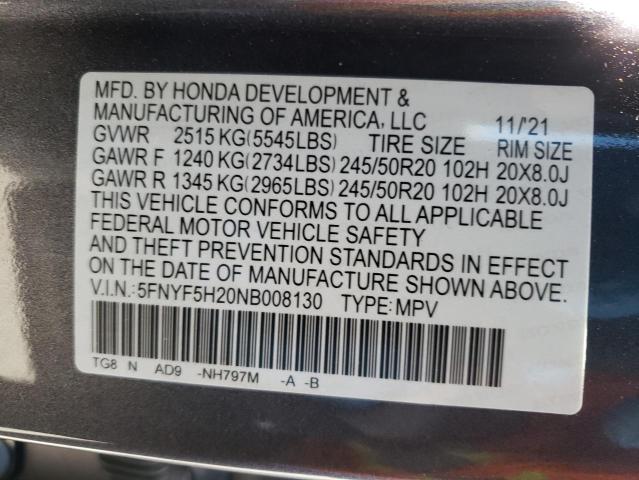 MFD. BY HONDA DEVELOPMENT &
MANUFACTURING OF AMERICA, LLC 11/'21
GVWR 2515 KG(5545LBS) TIRE SIZE RIM SIZE
GAWR F 1240 KG(2734LBS) 245/50R20 102H 20X8.0J
GAWR R 1345 KG(2965LBS) 245/50R20 102H 20X8.0J
THIS VEHICLE CONFORMS TO ALL APPLICABLE
FEDERAL MOTOR VEHICLE SAFETY
AND THEFT PREVENTION STANDARDS IN EFFECT
ON THE DATE OF MANUFACTURE SHOWN ABOVE.
V.I.N.:5FNYF5H20NB008130 TYPE:MPV
TG8 N AD9 -NH797M -A -B